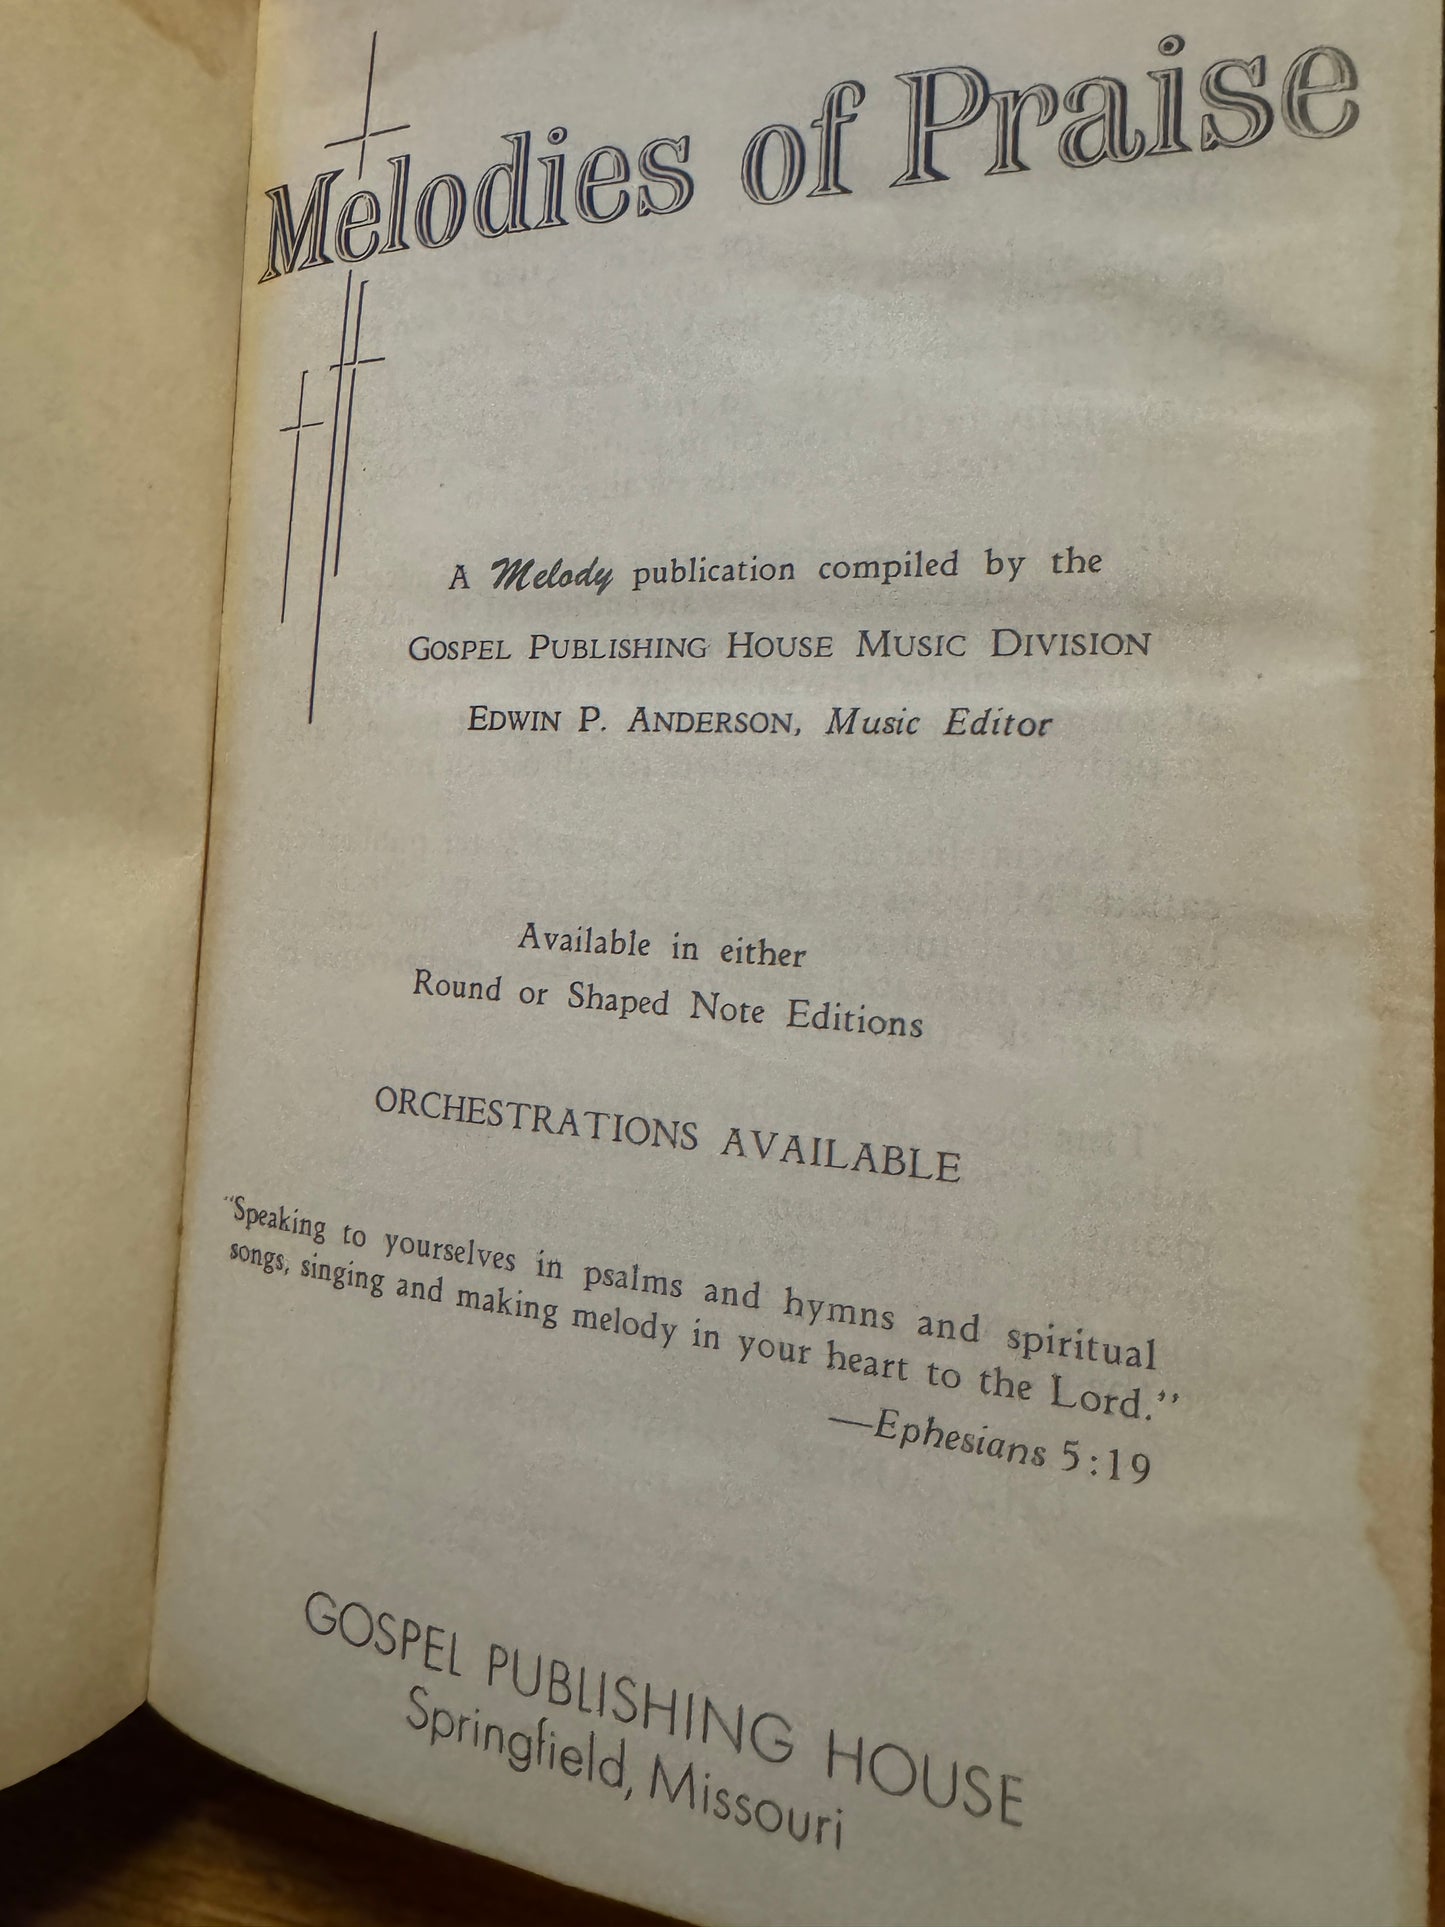 Melodies of Praise
A Melody publication compiled by the
GOSPEL PUBLISHING HOUSE MUSIC DIVISION
EDWIN P. ANDERSON, Music Editor
Available in either
Round or Shaped Note Editions
ORCHESTRATIONS AVAILABLE
"Speaking to yourselves in psalms and hymns and spiritual
songs, singing and making melody in your heart to the Lord."
—Ephesians 5:19
GOSPEL PUBLISHING HOUSE
Springfield, Missouri